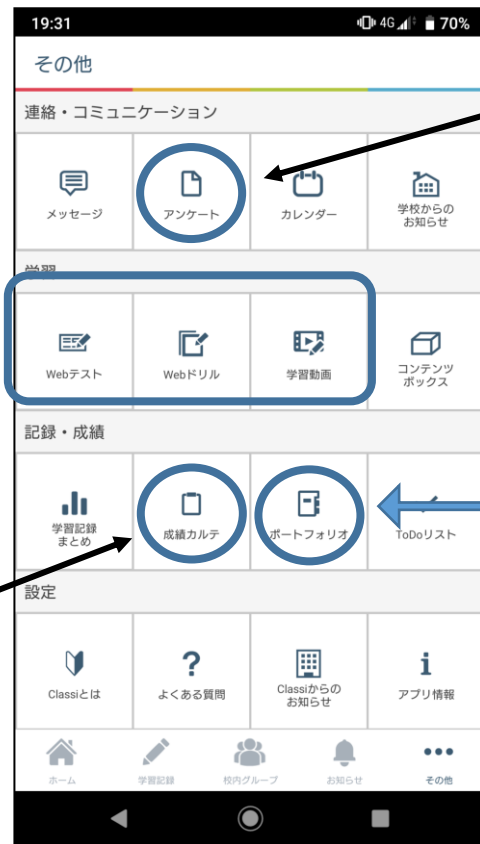 19:31 4G 70%
その他
連絡・コミュニケーション
メッセージ
アンケート
カレンダー
学校からの
お知らせ
学習
Webテスト
Webドリル
学習動画
コンテンツ
ボックス
記録・成績
学習記録
まとめ
成績カルテ
ポートフォリオ
ToDoリスト
設定
Classiとは
?
よくある質問
Classiからの
お知らせ
i
アプリ情報
ホーム
学習記録
校内グループ
お知らせ
その他